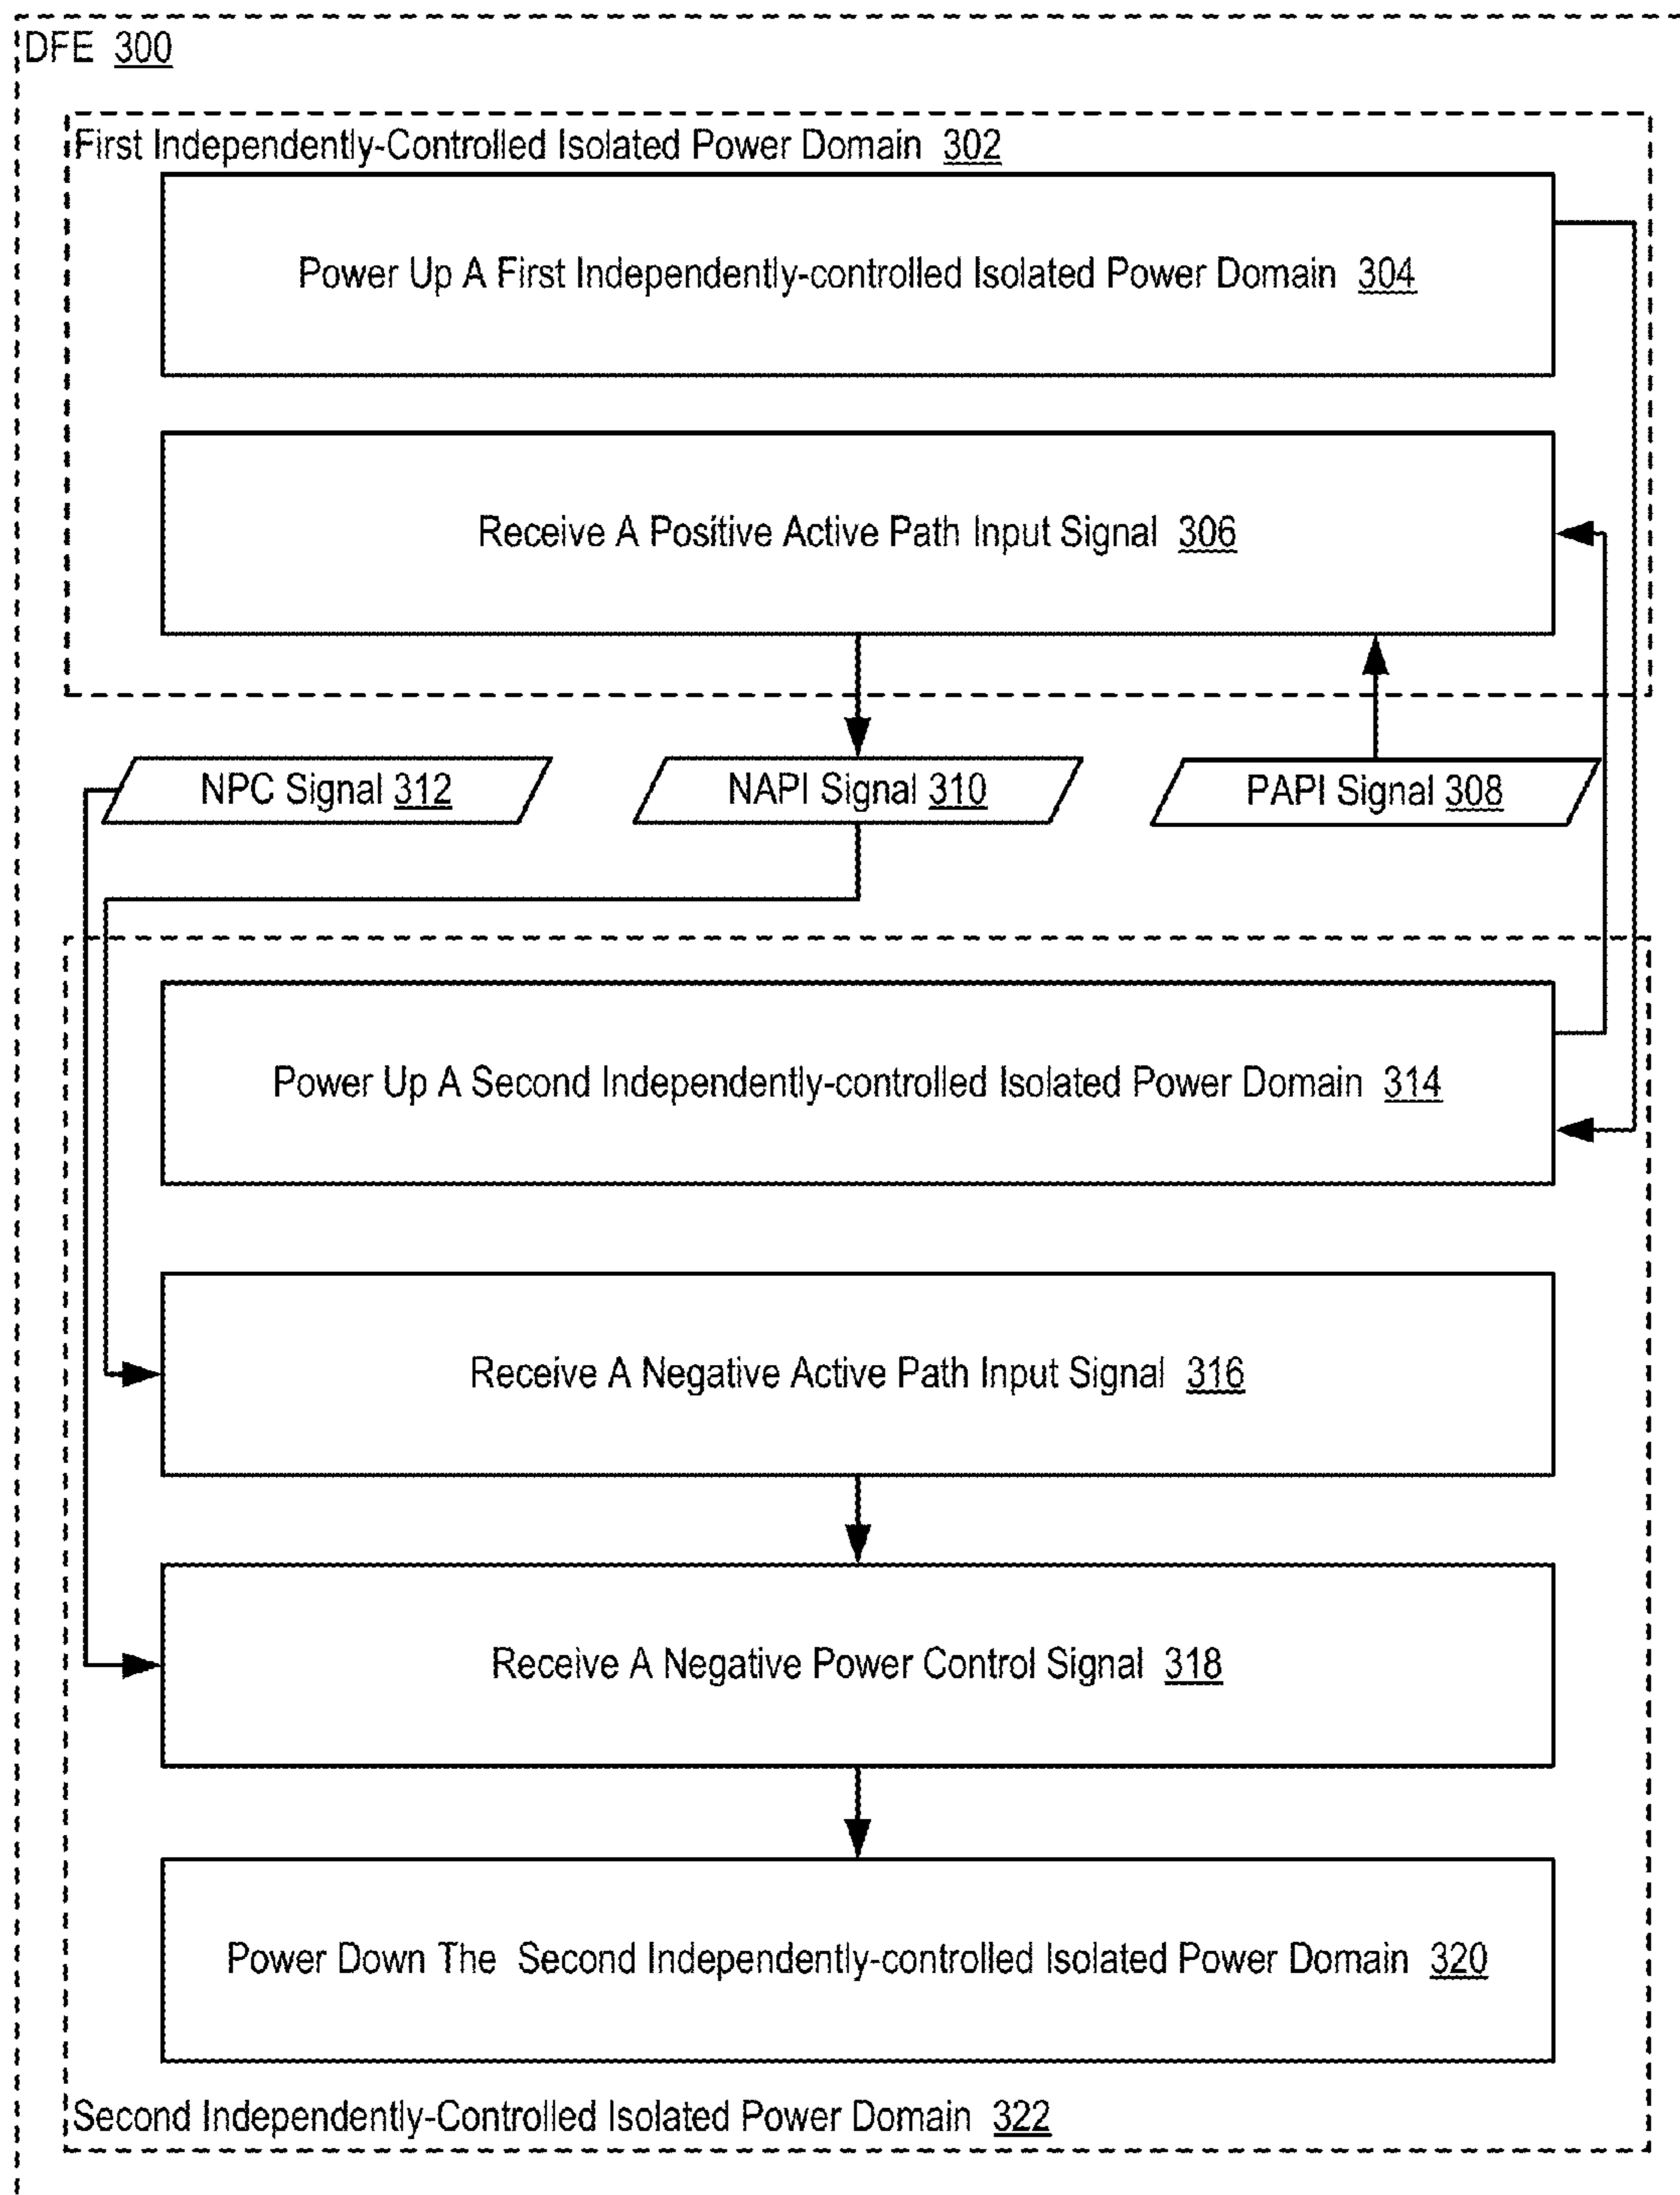 DFE 300
First Independently-Controlled Isolated Power Domain 302
Power Up A First Independently-controlled Isolated Power Domain 304
Receive A Positive Active Path Input Signal 306
NPC Signal 312
NAPI Signal 310
PAPI Signal 308
Power Up A Second Independently-controlled Isolated Power Domain 314
Receive A Negative Active Path Input Signal 316
Receive A Negative Power Control Signal 318
Power Down The Second Independently-controlled Isolated Power Domain 320
Second Independently-Controlled Isolated Power Domain 322